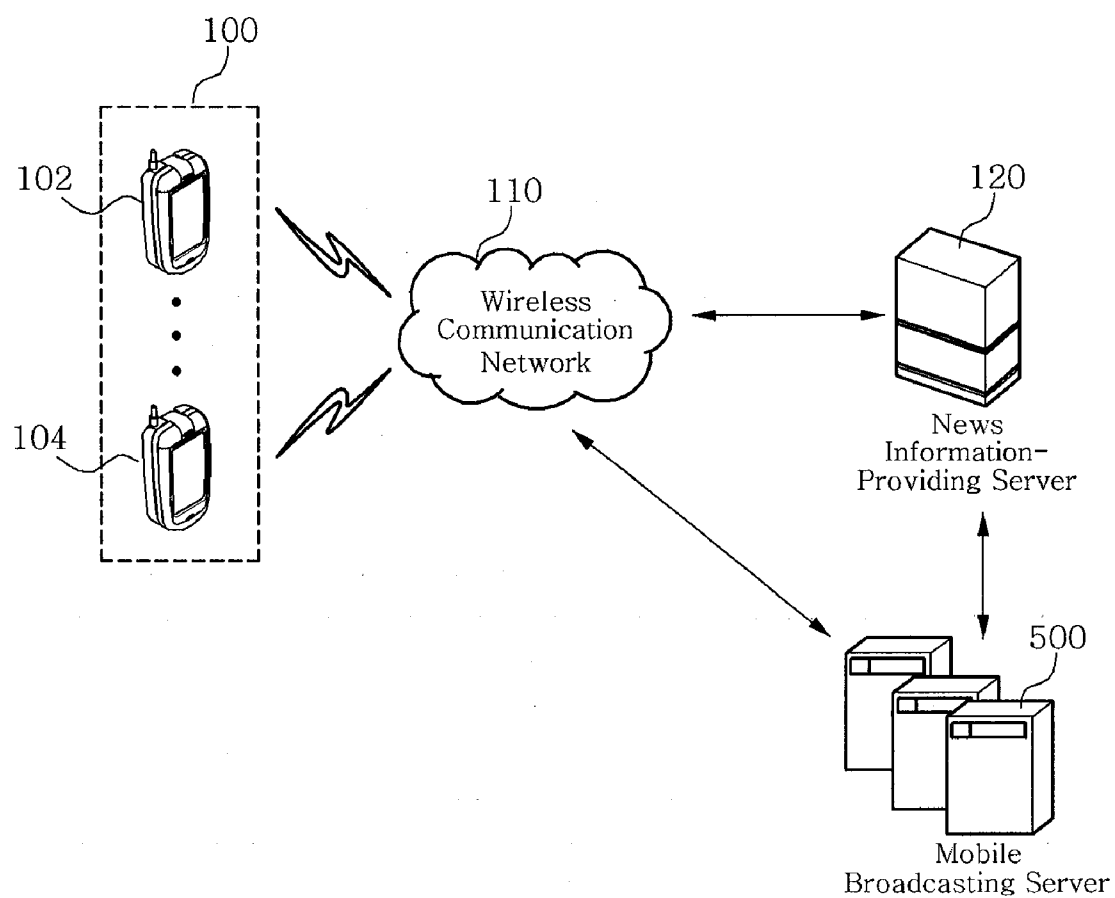 100
102
104
110
Wireless
Communication
Network
120
News
Information-
Providing Server
500
Mobile
Broadcasting Server